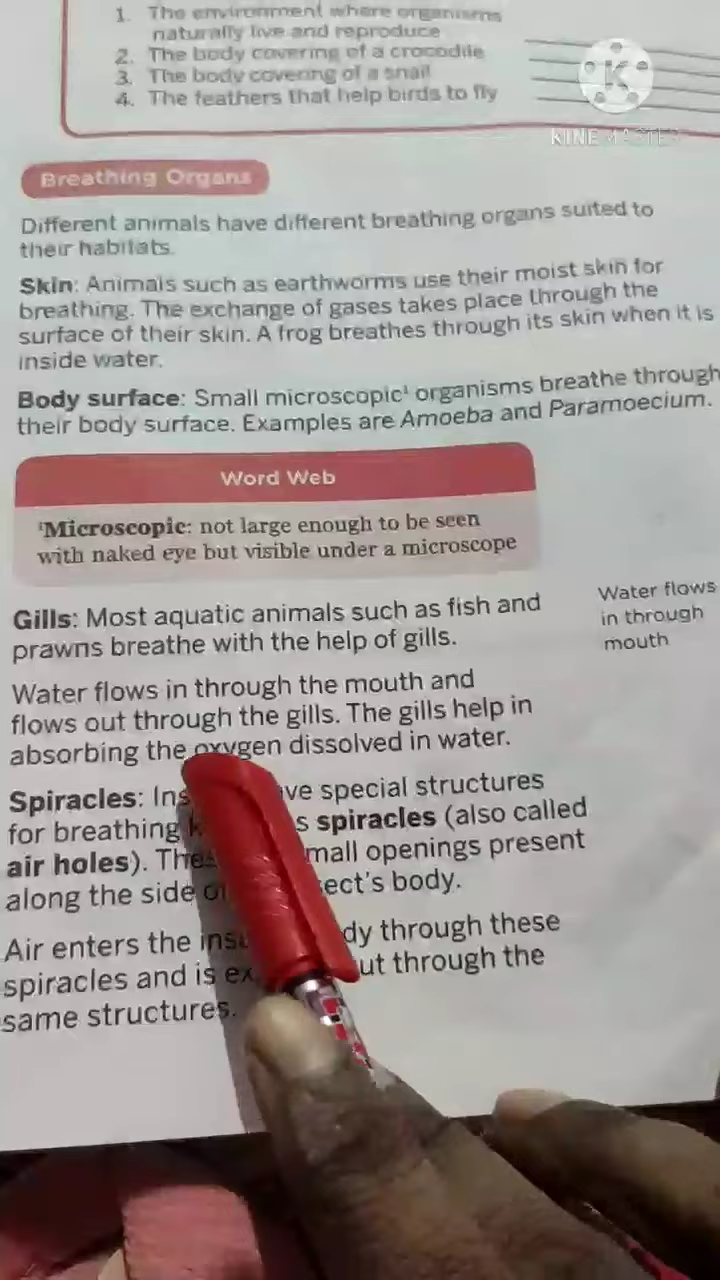 1. The environment where organisms
naturally live and reproduce
2. The body covering of a crocodile
3. The body covering of a snail
4. The feathers that help birds to fly
K
KINEMASTER
Breathing Organs
Different animals have different breathing organs suited to
their habitats.
Skin: Animals such as earthworms use their moist skin for
breathing. The exchange of gases takes place through the
surface of their skin. A frog breathes through its skin when it is
inside water.
Body surface: Small microscopic¹ organisms breathe through
their body surface. Examples are Amoeba and Paramoecium.
Word Web
¹Microscopic: not large enough to be seen
with naked eye but visible under a microscope
Gills: Most aquatic animals such as fish and
prawns breathe with the help of gills.
Water flows
in through
mouth
Water flows in through the mouth and
flows out through the gills. The gills help in
absorbing the oxygen dissolved in water.
Spiracles: Ins ve special structures
for breathing k s spiracles (also called
air holes). These mall openings present
along the side of ect's body.
Air enters the inse dy through these
spiracles and is ex ut through the
same structures.